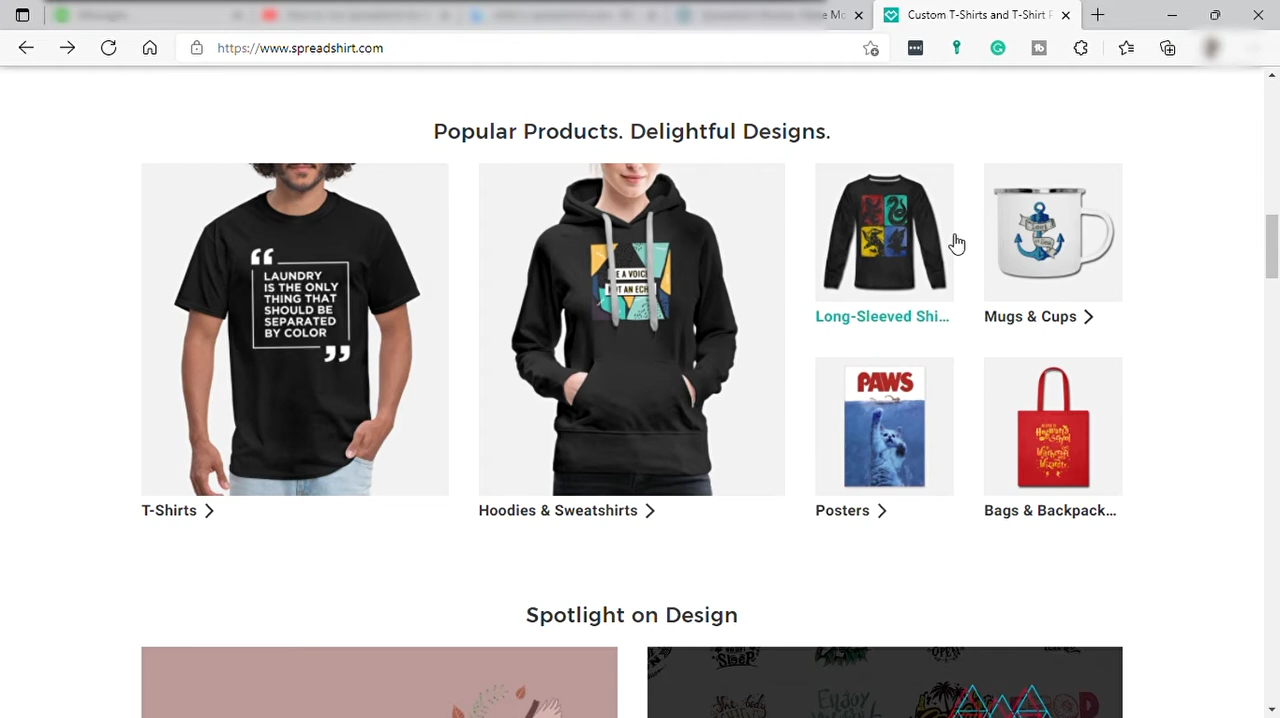 Custom T-Shirts and T-Shirt P
https://www.spreadshirt.com
Popular Products. Delightful Designs.
LAUNDRY
IS THE ONLY
THING THAT
SHOULD BE
SEPARATED
BY COLOR
T-Shirts
Hoodies & Sweatshirts
Long-Sleeved Shi...
Mugs & Cups
PAWS
Posters
Bags & Backpack...
Spotlight on Design